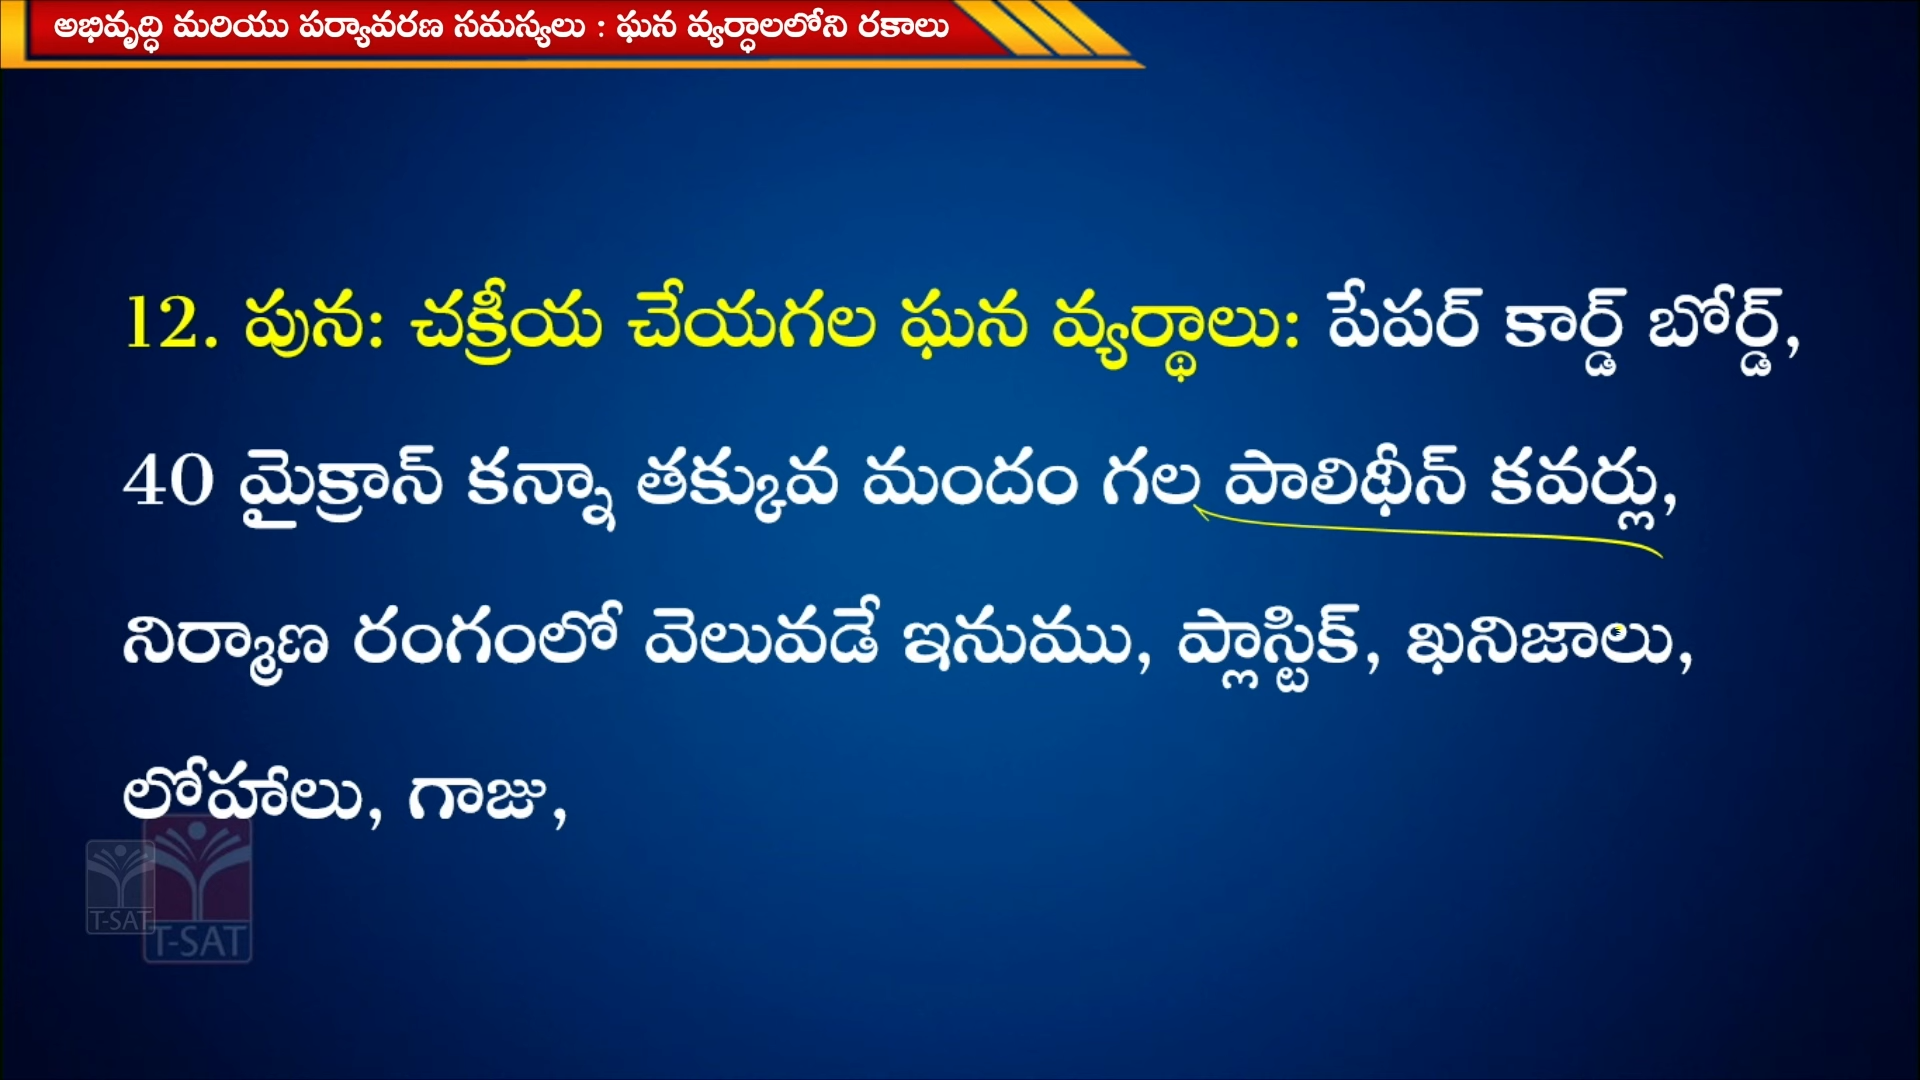 అభివృద్ధి మరియు పర్యావరణ సమస్యలు : ఘన వ్యర్ధాలలోని రకాలు
12. పున: చక్రీయ చేయగల ఘన వ్యర్థాలు: పేపర్ కార్డ్ బోర్డ్,
40 మైక్రాన్ కన్నా తక్కువ మందం గల పాలిథీన్ కవర్లు,
నిర్మాణ రంగంలో వెలువడే ఇనుము, ప్లాస్టిక్, ఖనిజాలు,
లోహాలు, గాజు,
T-SAT
T-SAT